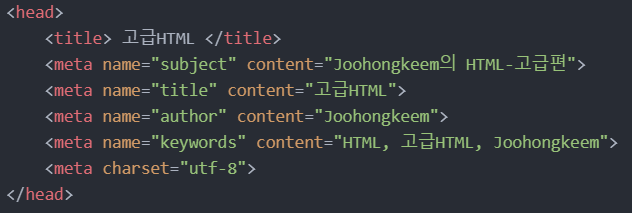 <head>
<title> 고급HTML </title>
<meta name="subject" content="Joohongkeem의 HTML-고급편">
<meta name="title" content="고급HTML">
<meta name="author" content="Joohongkeem">
<meta name="keywords" content="HTML, 고급HTML, Joohongkeem">
<meta charset="utf-8">
</head>